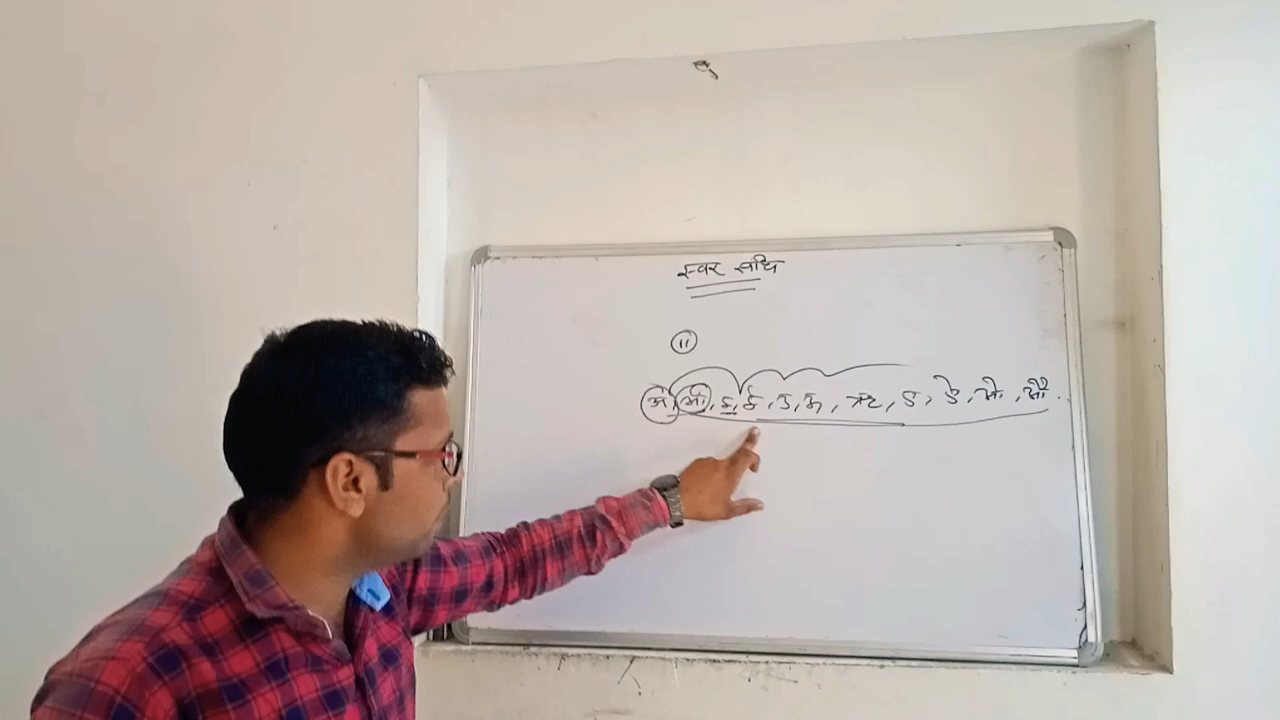 स्वर संधि
11
अ, आ, इ, ई, उ, ऊ, ऋ, ए, ऐ, ओ, औ.